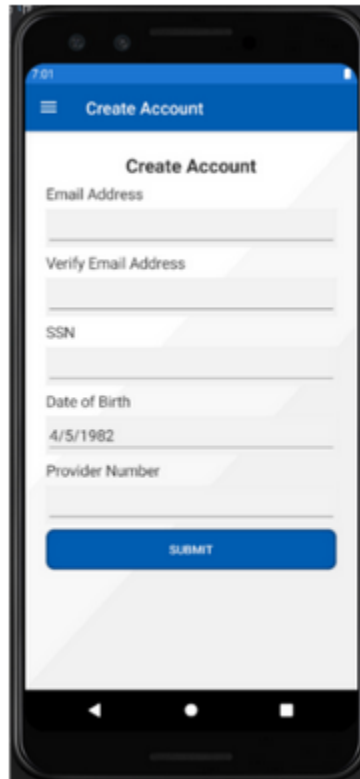 7:01
Create Account
Create Account
Email Address
Verify Email Address
SSN
Date of Birth
4/5/1982
Provider Number
SUBMIT